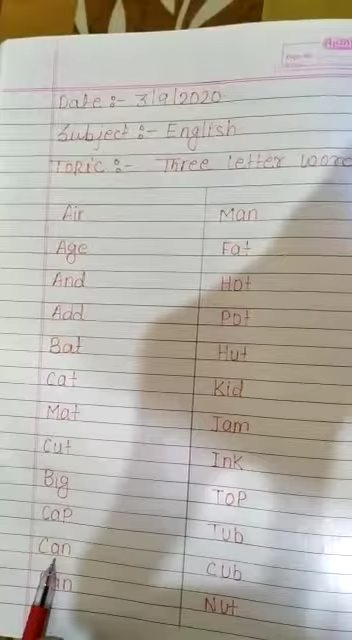 Date :- 3/9/2020
Subject :- English
Topic :- Three letter
Air
Age
And
Add
Bat
Cat
Mat
Cut
Big
Cap
Can
Man
Fat
Hot
Pot
Hut
Kid
Jam
Ink
Top
Tub
Cub
Nut